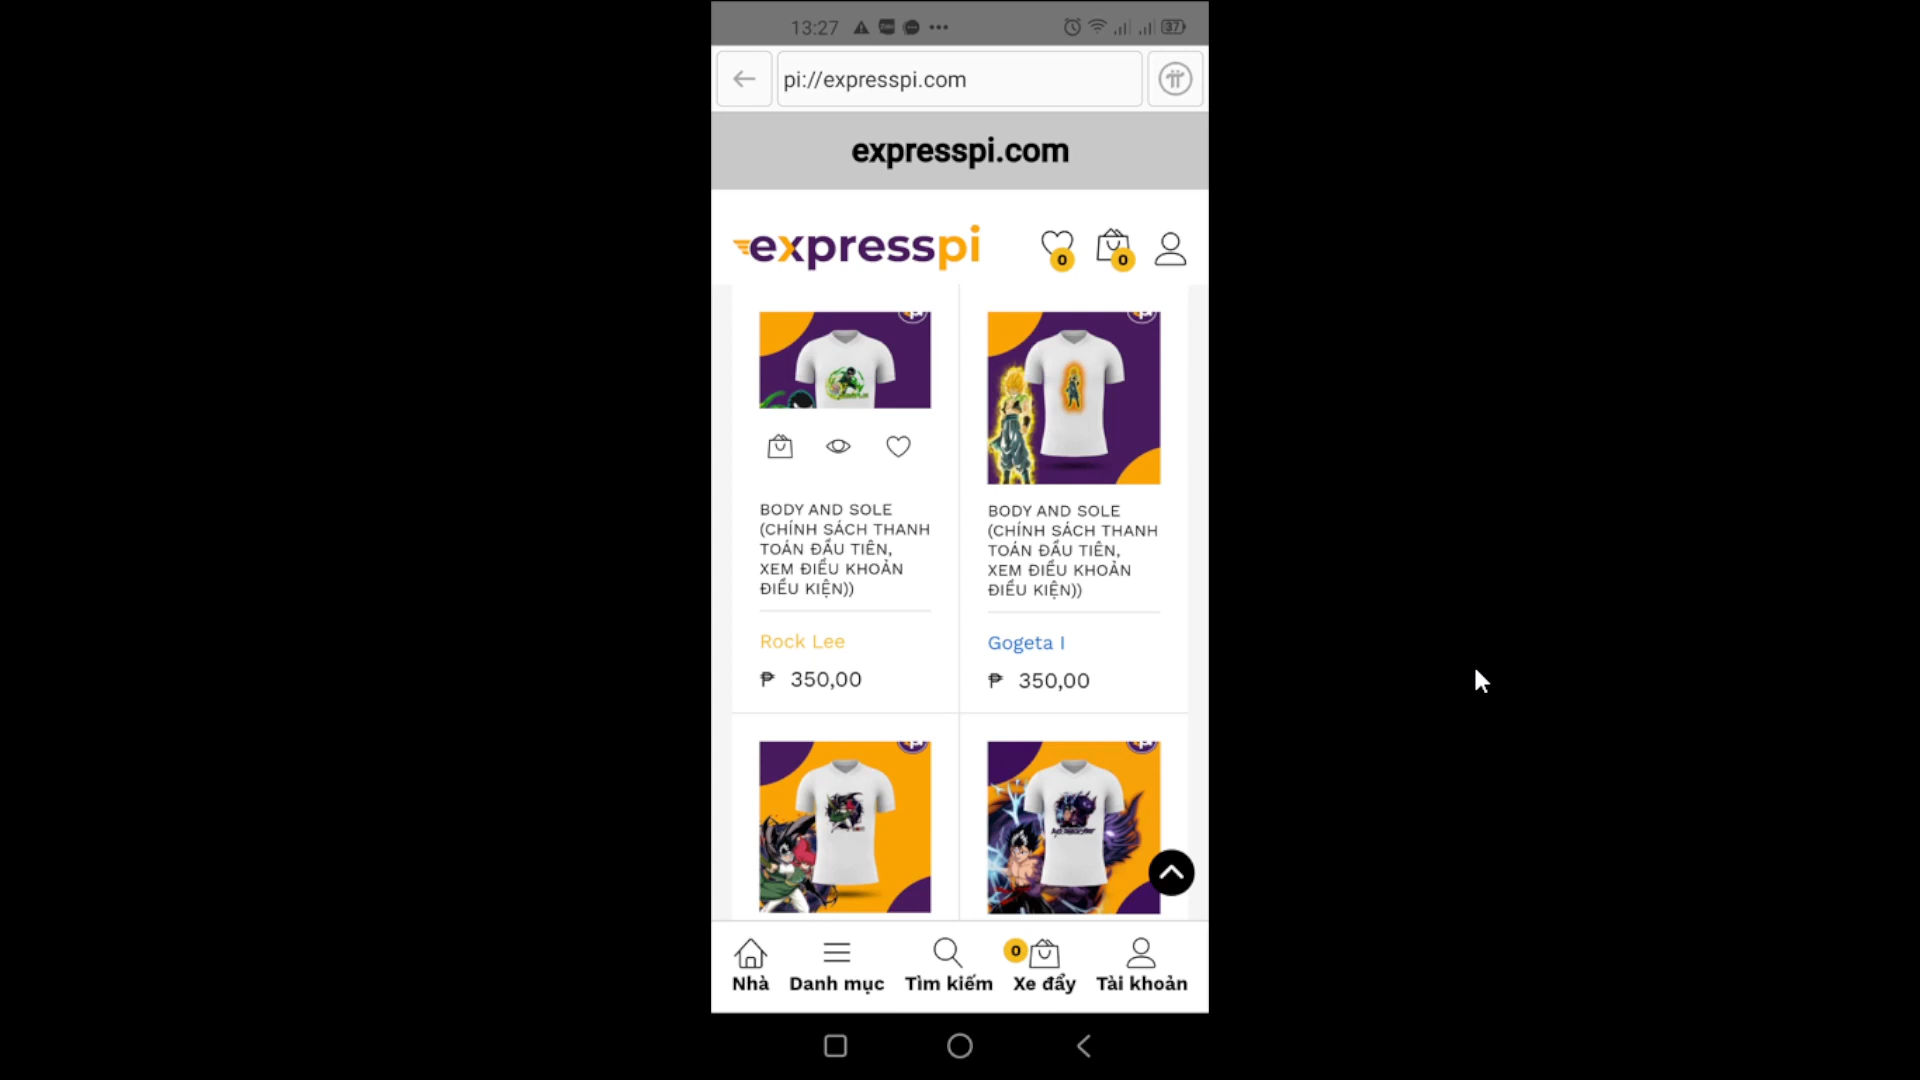 13:27
37
pi://expresspi.com
expresspi.com
expresspi
0
0
BODY AND SOLE
(CHÍNH SÁCH THANH
TOÁN ĐẦU TIÊN,
XEM ĐIỀU KHOẢN
ĐIỀU KIỆN))
Rock Lee
₱ 350,00
BODY AND SOLE
(CHÍNH SÁCH THANH
TOÁN ĐẦU TIÊN,
XEM ĐIỀU KHOẢN
ĐIỀU KIỆN))
Gogeta I
₱ 350,00
0
Nhà
Danh mục
Tìm kiếm
Xe đẩy
Tài khoản